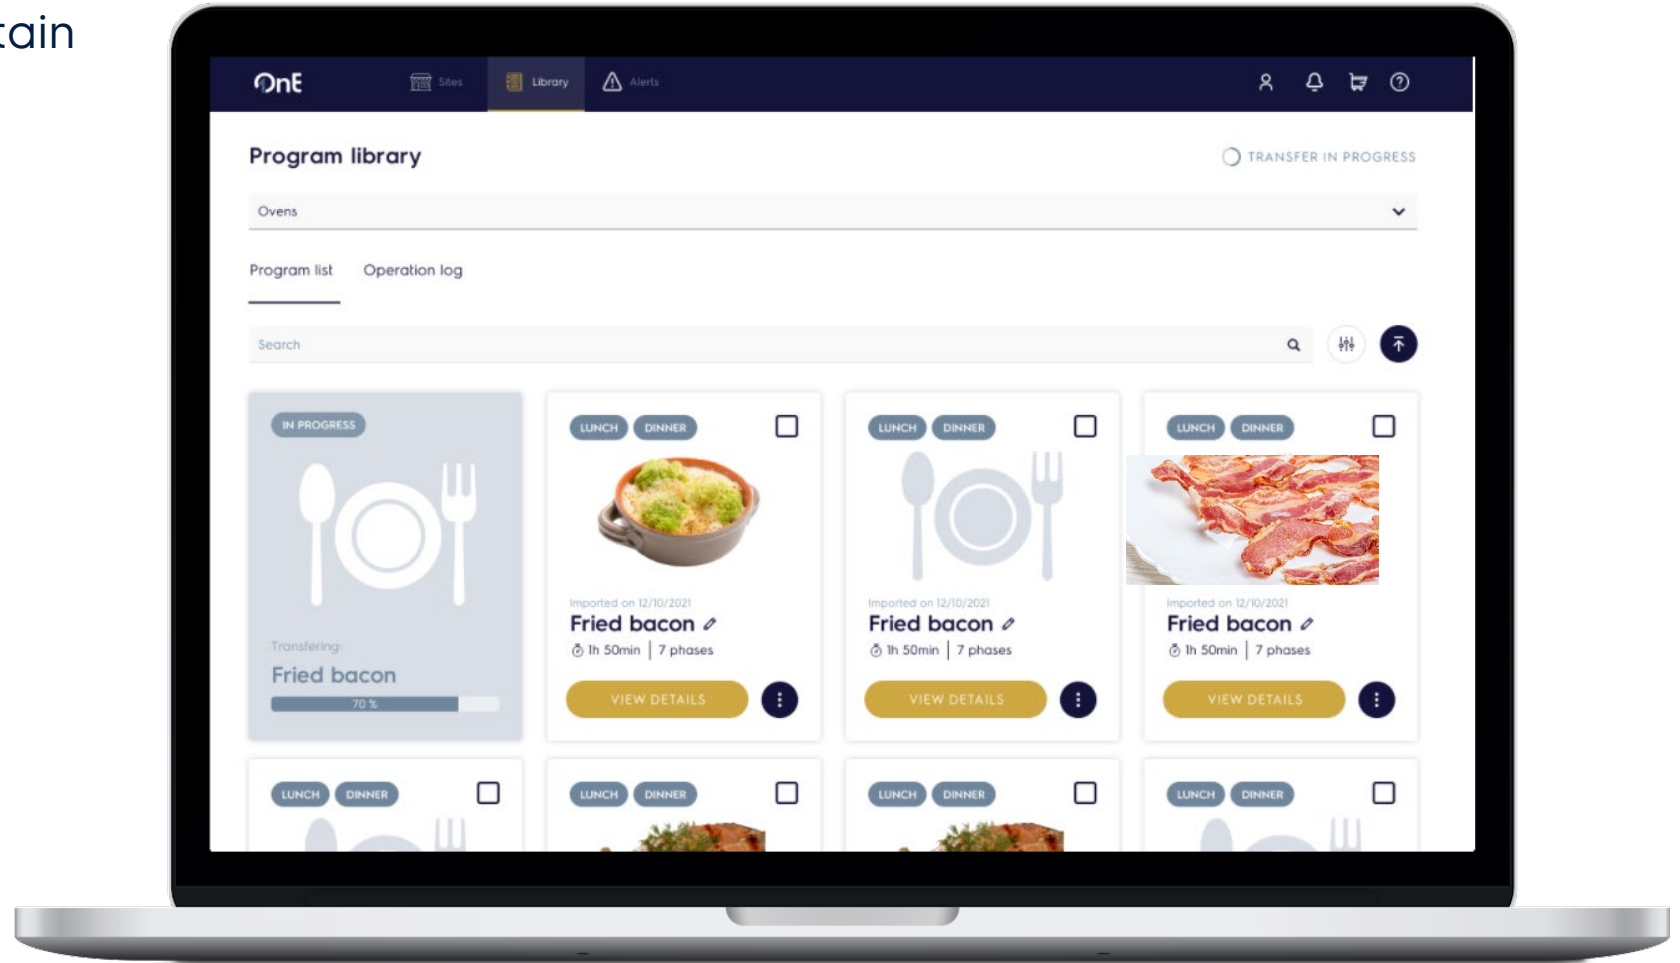 tain
OnE
Sites
Library
Alerts
Program library
TRANSFER IN PROGRESS
Ovens
Program list
Operation log
Search
IN PROGRESS
Transfering:
Fried bacon
70 %
LUNCH DINNER
Imported on 12/10/2021
Fried bacon
1h 50min | 7 phases
VIEW DETAILS
LUNCH DINNER
Imported on 12/10/2021
Fried bacon
1h 50min | 7 phases
VIEW DETAILS
LUNCH DINNER
Imported on 12/10/2021
Fried bacon
1h 50min | 7 phases
VIEW DETAILS
LUNCH DINNER
LUNCH DINNER
LUNCH DINNER
LUNCH DINNER